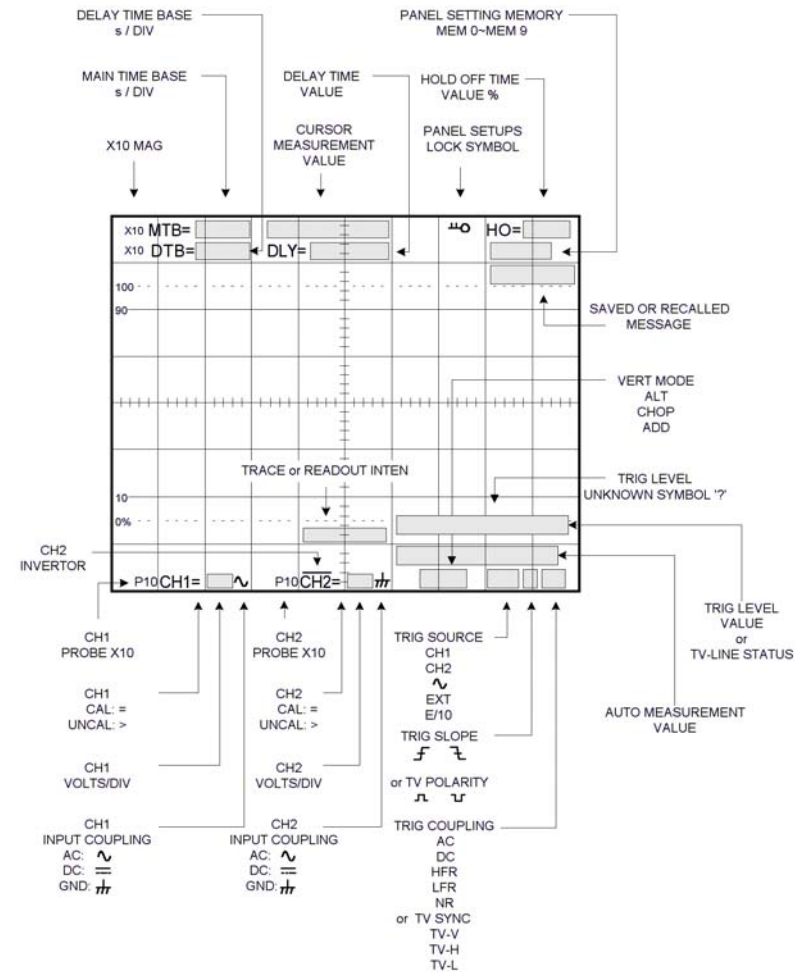 DELAY TIME BASE
s / DIV
PANEL SETTING MEMORY
MEM 0~MEM 9
MAIN TIME BASE
s / DIV
DELAY TIME
VALUE
HOLD OFF TIME
VALUE %
X10 MAG
CURSOR
MEASUREMENT
VALUE
PANEL SETUPS
LOCK SYMBOL
X10 MTB=
HO=
X10 DTB=
DLY=
100
90
SAVED OR RECALLED
MESSAGE
VERT MODE
ALT
CHOP
ADD
TRACE or READOUT INTEN
TRIG LEVEL
UNKNOWN SYMBOL '?'
10
0%
CH2
INVERTOR
P10 CH1=
P10 CH2=
TRIG LEVEL
VALUE
or
TV-LINE STATUS
AUTO MEASUREMENT
VALUE
CH1
PROBE X10
CH2
PROBE X10
TRIG SOURCE
CH1
CH2
EXT
E/10
CH1
CAL: =
UNCAL: >
CH2
CAL: =
UNCAL: >
TRIG SLOPE
CH1
VOLTS/DIV
CH2
VOLTS/DIV
or TV POLARITY
CH1
INPUT COUPLING
AC:
DC:
GND:
CH2
INPUT COUPLING
AC:
DC:
GND:
TRIG COUPLING
AC
DC
HFR
LFR
NR
or TV SYNC
TV-V
TV-H
TV-L